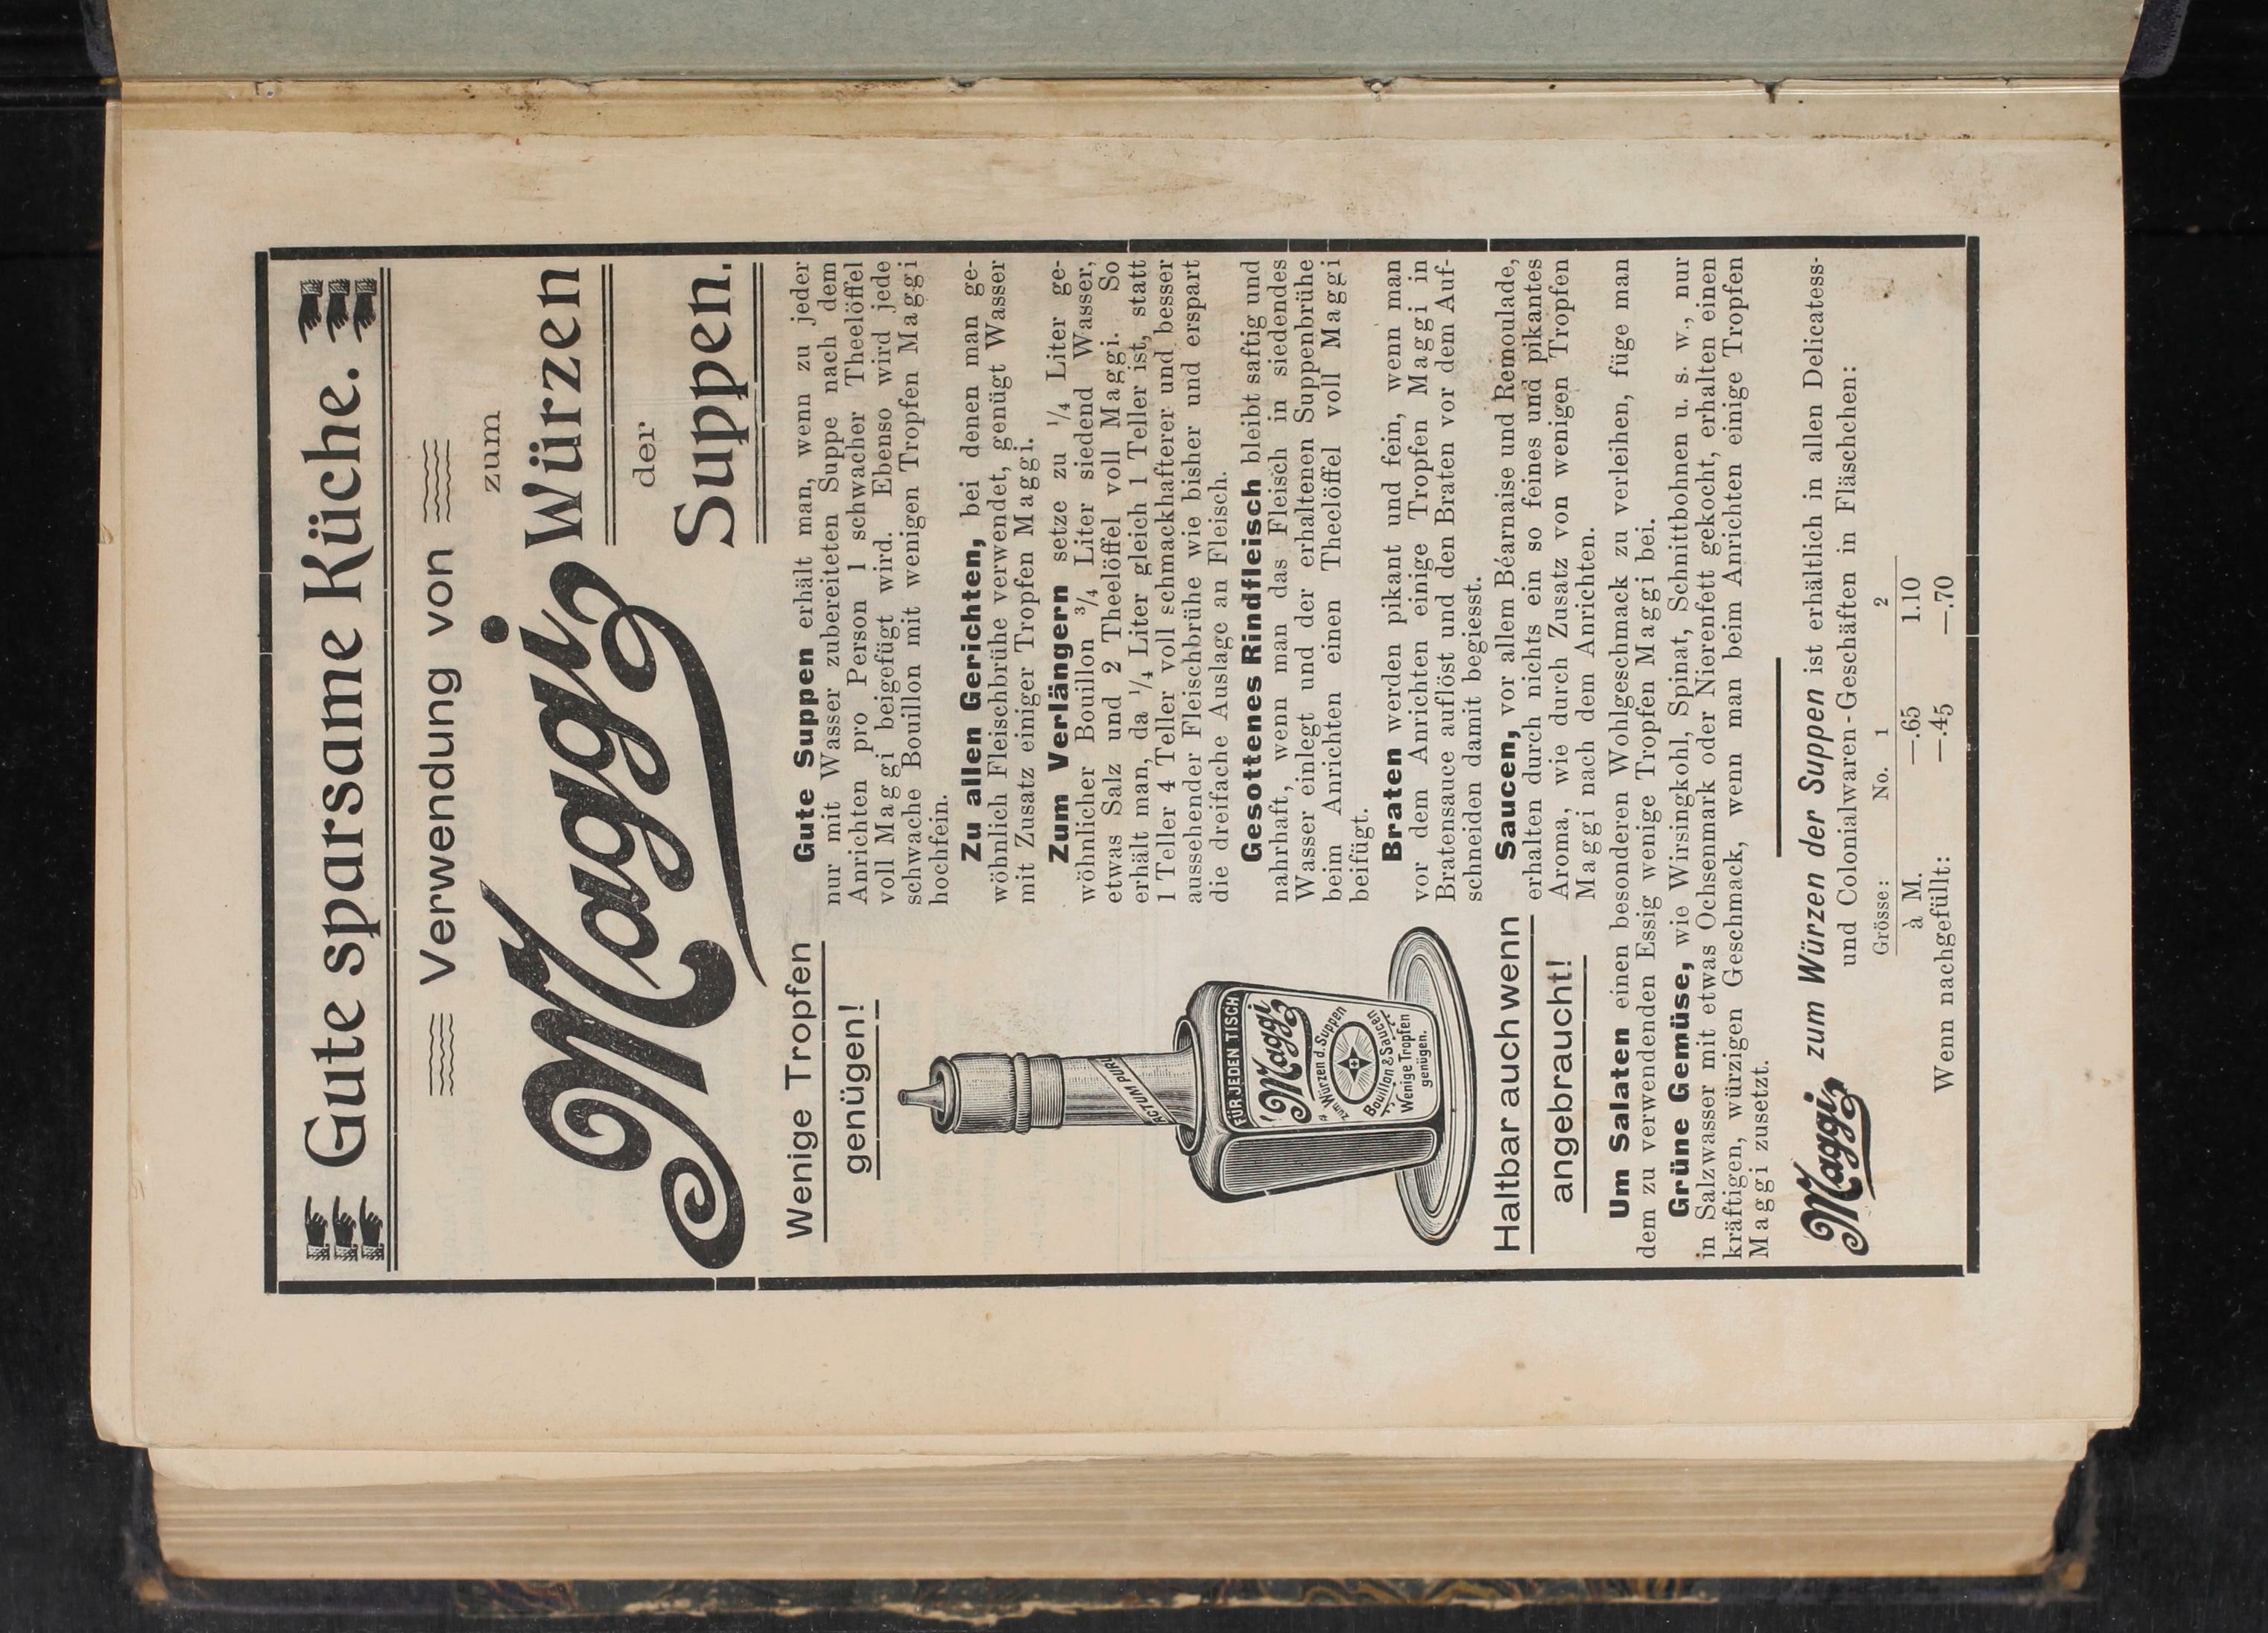 Gute sparsame Küche.
Verwendung von
Maggi
zum
Würzen
der
Suppen.
Wenige Tropfen
genügen!
RCTUM PUR
FÜR JEDEN TISCH
Maggi
zum Würzen d. Suppen
Bouillon & Saucen
Wenige Tropfen
genügen.
Haltbar auch wenn
angebraucht!
Gute Suppen erhält man, wenn zu jeder
nur mit Wasser zubereiteten Suppe nach dem
Anrichten pro Person 1 schwacher Theelöffel
voll Maggi beigefügt wird. Ebenso wird jede
schwache Bouillon mit wenigen Tropfen Maggi
hochfein.
Zu allen Gerichten, bei denen man ge-
wöhnlich Fleischbrühe verwendet, genügt Wasser
mit Zusatz einiger Tropfen Maggi.
Zum Verlängern setze zu 1/4 Liter ge-
wöhnlicher Bouillon 3/4 Liter siedend Wasser,
etwas Salz und 2 Theelöffel voll Maggi. So
erhält man, da 1/4 Liter gleich 1 Teller ist, statt
1 Teller 4 Teller voll schmackhafterer und besser
aussehender Fleischbrühe wie bisher und erspart
die dreifache Auslage an Fleisch.
Gesottenes Rindfleisch bleibt saftig und
nahrhaft, wenn man das Fleisch in siedendes
Wasser einlegt und der erhaltenen Suppenbrühe
beim Anrichten einen Theelöffel voll Maggi
beifügt.
Braten werden pikant und fein, wenn man
vor dem Anrichten einige Tropfen Maggi in
Bratensauce auflöst und den Braten vor dem Auf-
schneiden damit begiesst.
Saucen, vor allem Béarnaise und Remoulade,
erhalten durch nichts ein so feines und pikantes
Aroma, wie durch Zusatz von wenigen Tropfen
Maggi nach dem Anrichten.
Um Salaten einen besonderen Wohlgeschmack zu verleihen, füge man
dem zu verwendenden Essig wenige Tropfen Maggi bei.
Grüne Gemüse, wie Wirsingkohl, Spinat, Schnittbohnen u. s. w., nur
in Salzwasser mit etwas Ochsenmark oder Nierenfett gekocht, erhalten einen
kräftigen, würzigen Geschmack, wenn man beim Anrichten einige Tropfen
Maggi zusetzt.
Maggi zum Würzen der Suppen ist erhältlich in allen Delicatess-
und Colonialwaren-Geschäften in Fläschchen:
Grösse: No. 1 2
à M. —.65 1.10
Wenn nachgefüllt: —.45 —.70